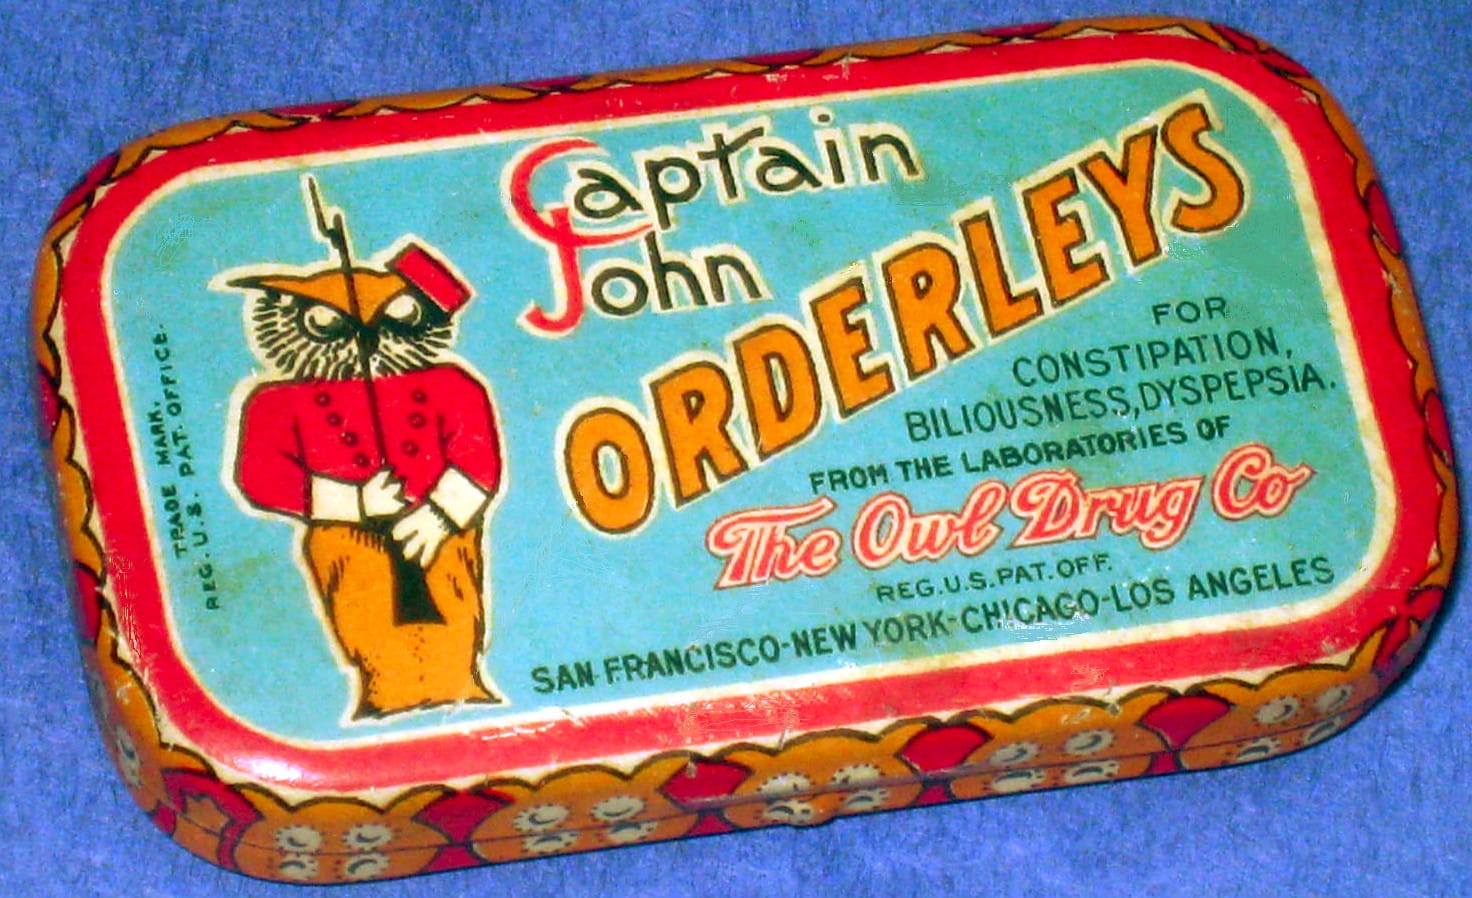 TRADE MARK.
REG. U.S. PAT. OFFICE.
Captain
John
ORDERLEYS
FOR
CONSTIPATION,
BILIOUSNESS, DYSPEPSIA.
FROM THE LABORATORIES OF
The Owl Drug Co
REG. U.S. PAT. OFF.
SAN FRANCISCO-NEW YORK-CHICAGO-LOS ANGELES